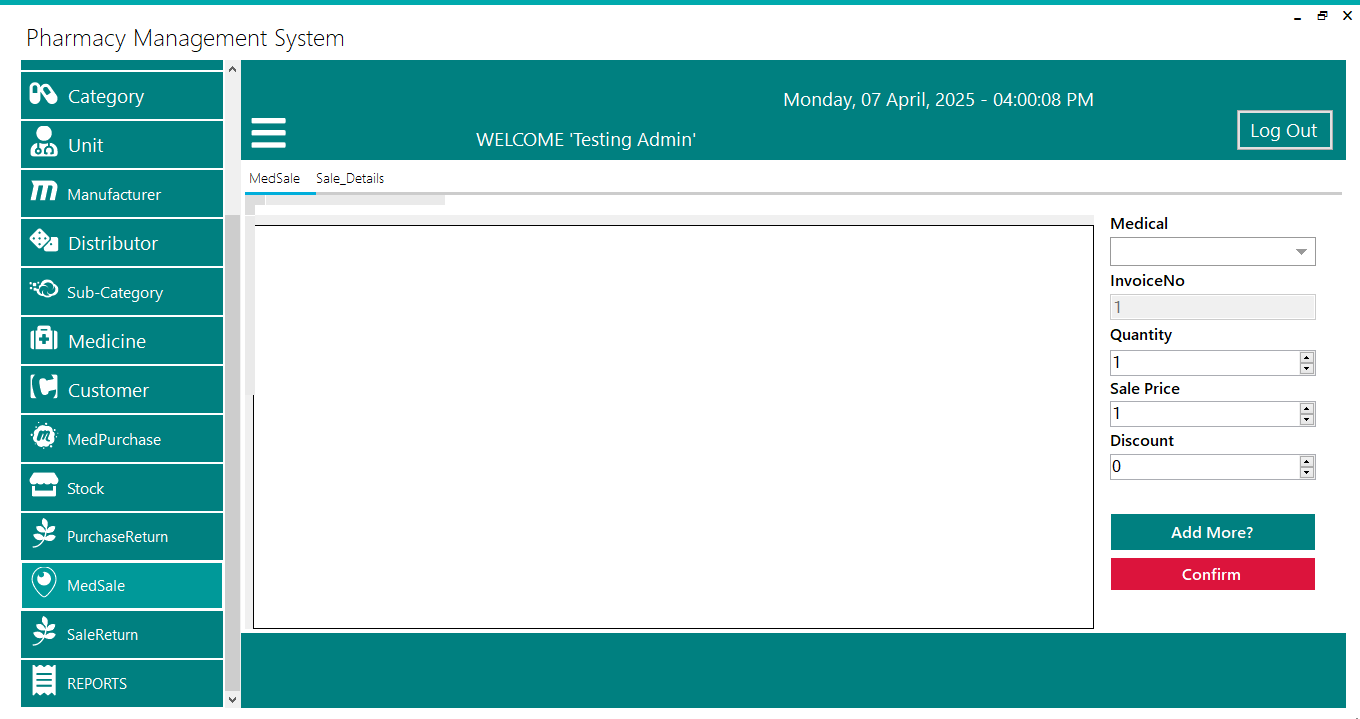 Pharmacy Management System
Category
Unit
Manufacturer
Distributor
Sub-Category
Medicine
Customer
MedPurchase
Stock
PurchaseReturn
MedSale
SaleReturn
REPORTS
Monday, 07 April, 2025 - 04:00:08 PM
WELCOME 'Testing Admin'
Log Out
MedSale Sale_Details
Medical
InvoiceNo
1
Quantity
1
Sale Price
1
Discount
0
Add More?
Confirm